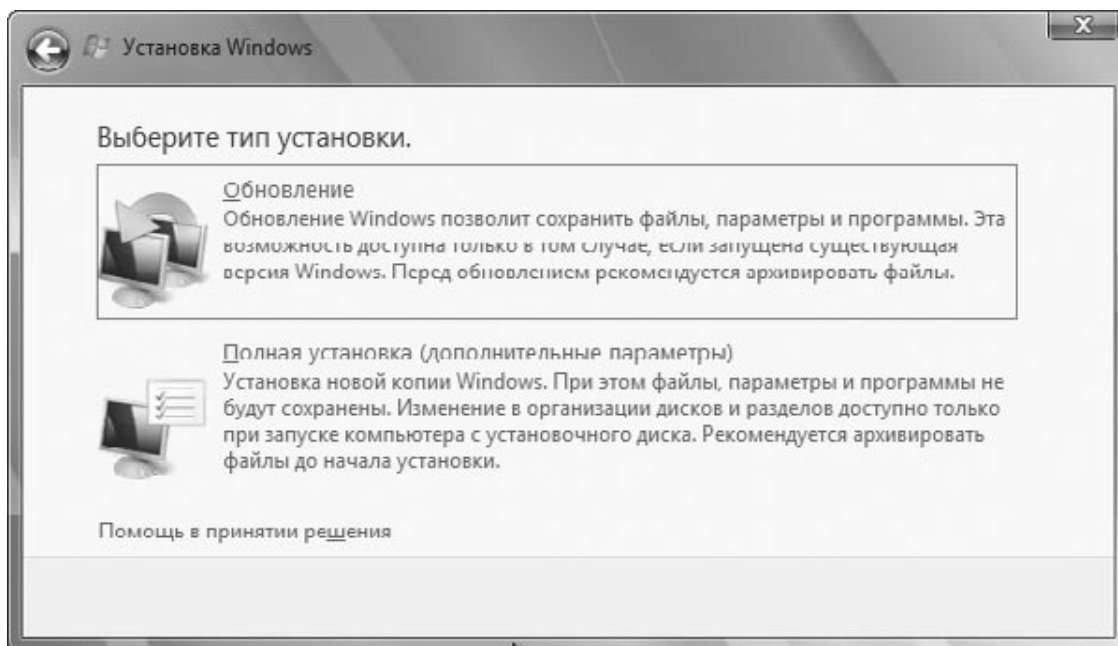 Установка Windows
X
Выберите тип установки.
Обновление
Обновление Windows позволит сохранить файлы, параметры и программы. Эта
возможность доступна только в том случае, если запущена существующая
версия Windows. Перед обновлением рекомендуется архивировать файлы.
Полная установка (дополнительные параметры)
Установка новой копии Windows. При этом файлы, параметры и программы не
будут сохранены. Изменение в организации дисков и разделов доступно только
при запуске компьютера с установочного диска. Рекомендуется архивировать
файлы до начала установки.
Помощь в принятии решения